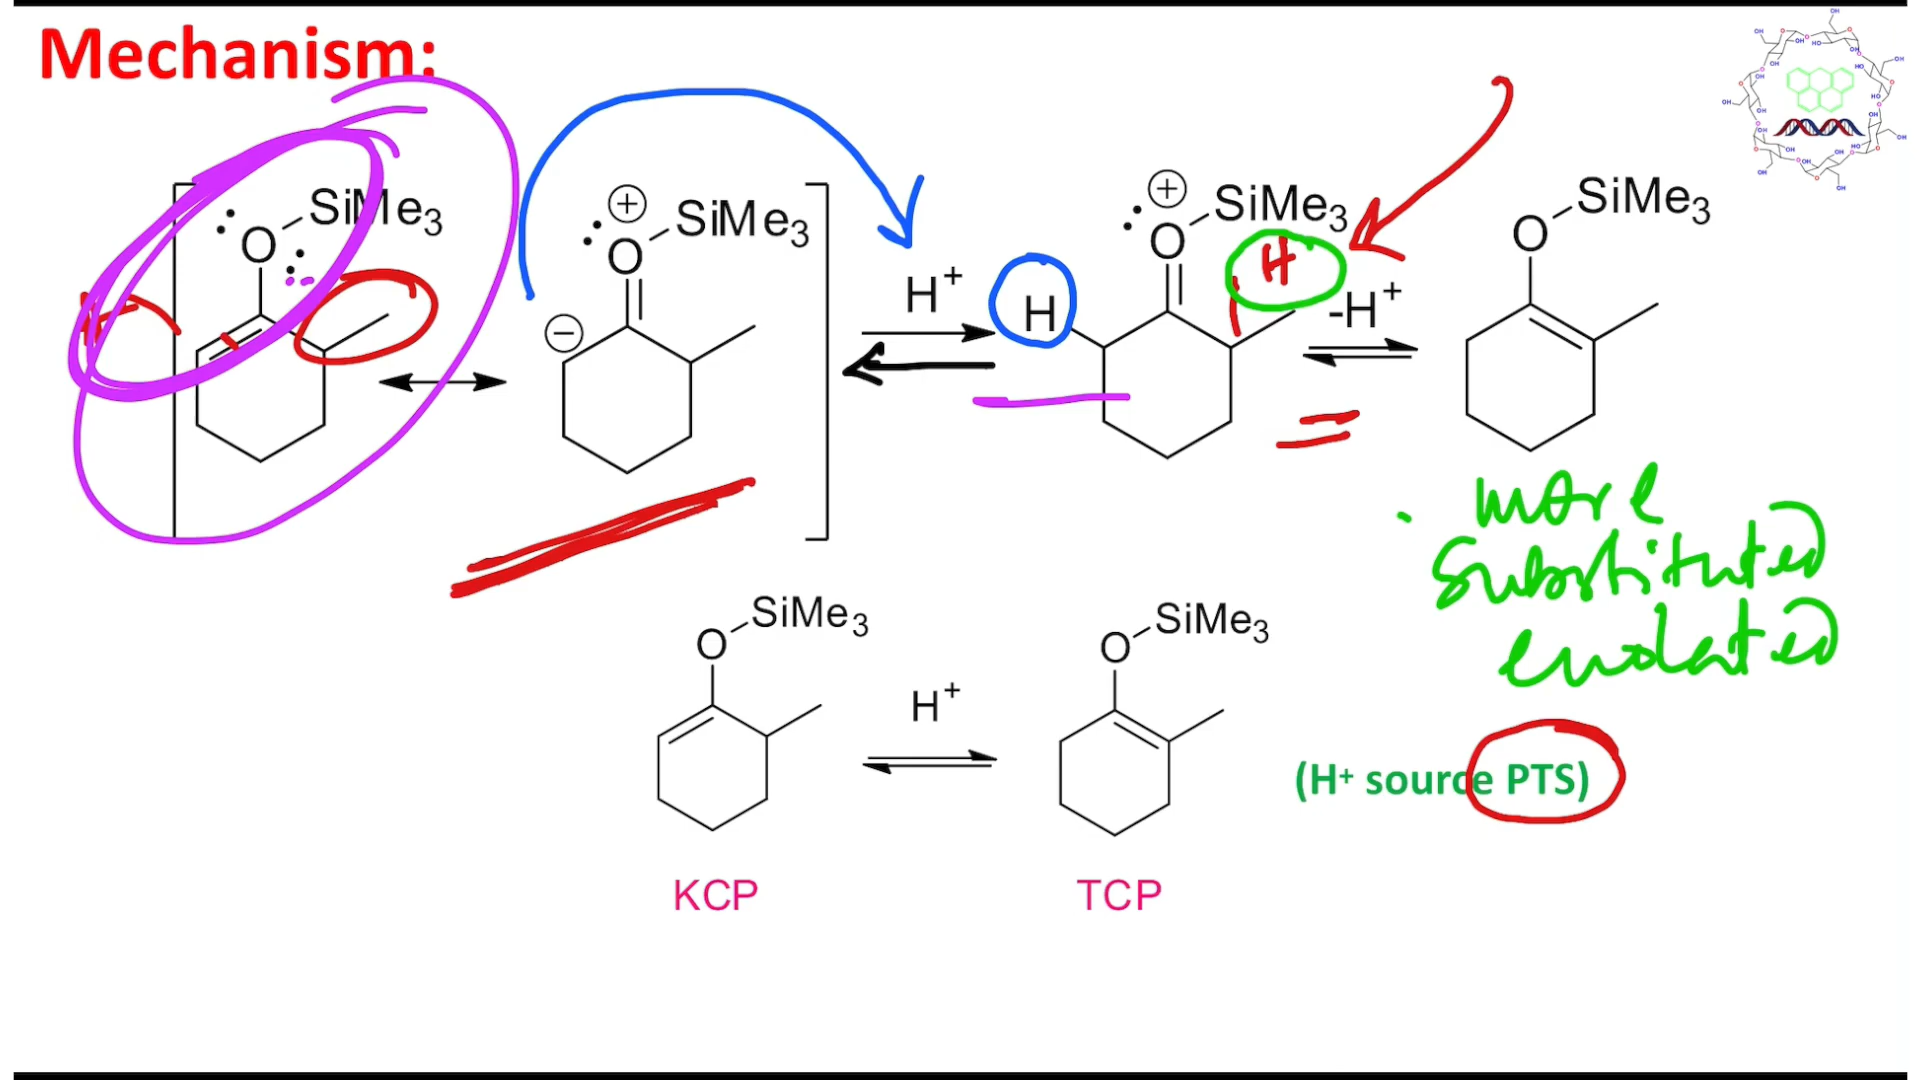 Mechanism:
SiMe3
O
⊕
SiMe3
O
⊖
H+
⊕
SiMe3
O
H
H
-H+
SiMe3
O
more
substituted
enolated
SiMe3
O
H+
SiMe3
O
(H+ source PTS)
KCP
TCP